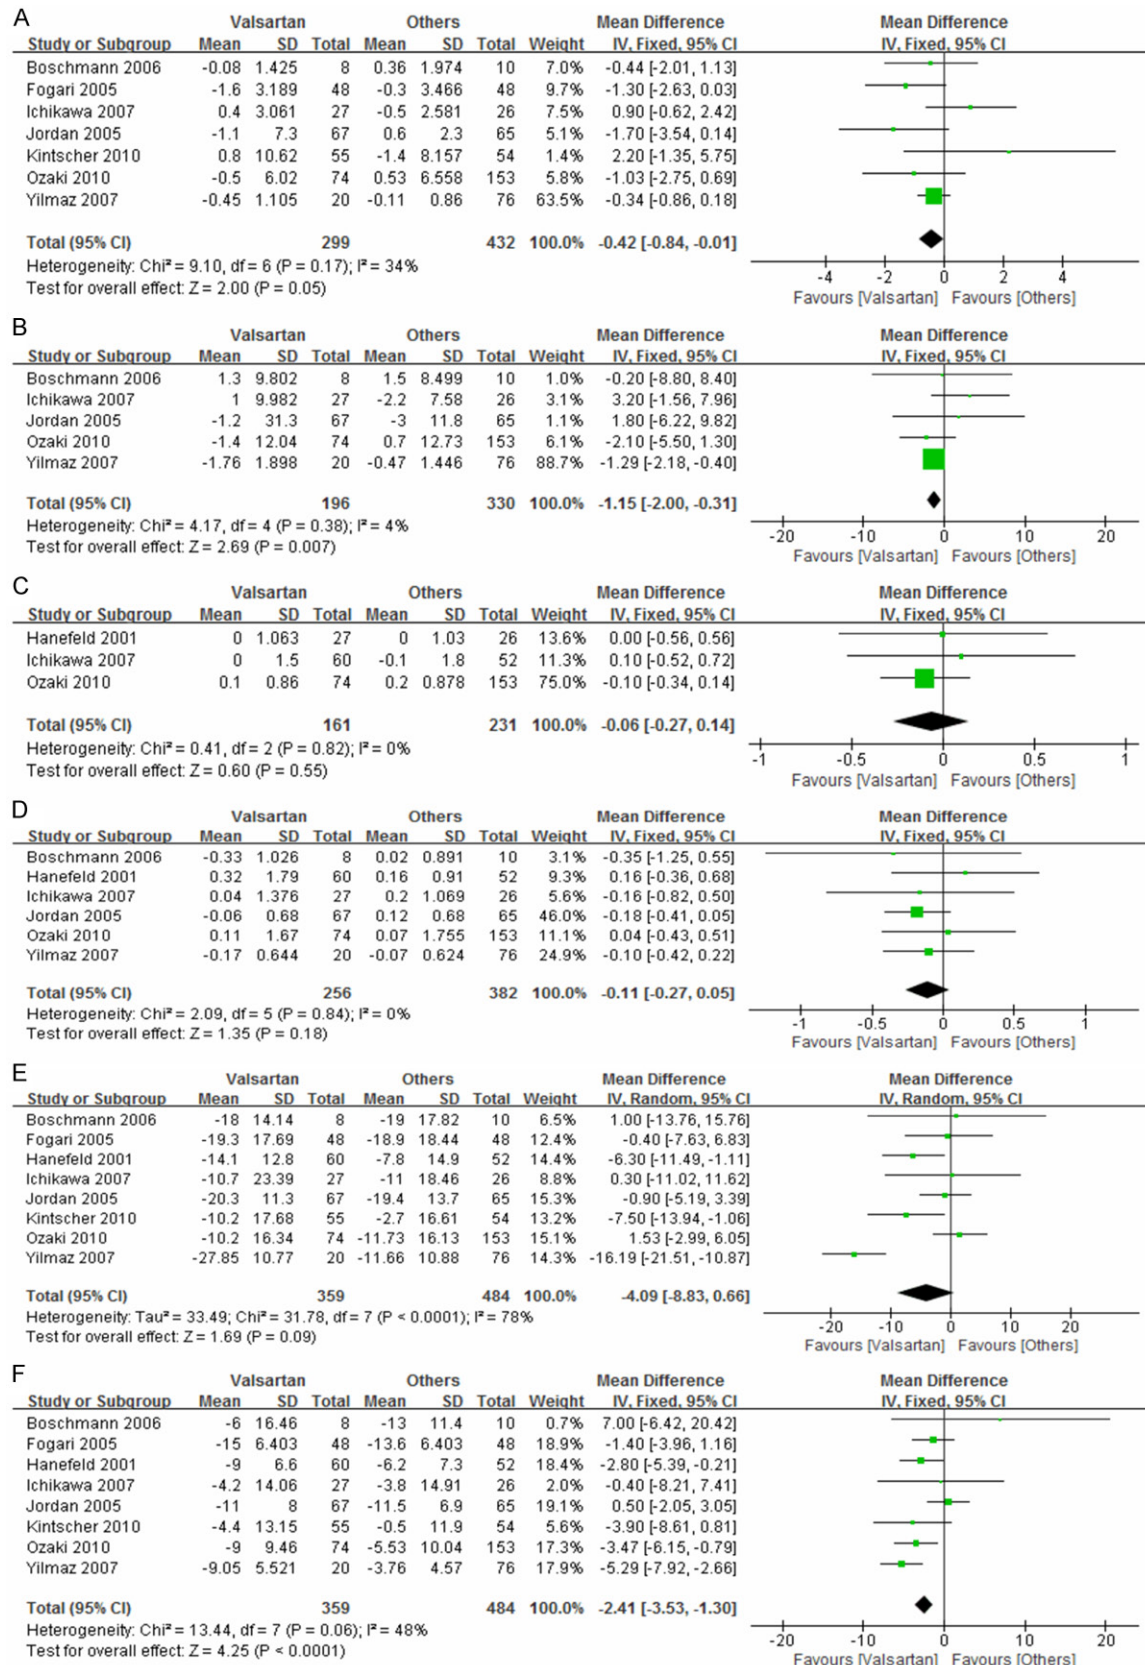 A
Valsartan Others Mean Difference Mean Difference
Study or Subgroup Mean SD Total Mean SD Total Weight IV, Fixed, 95% CI IV, Fixed, 95% CI
Boschmann 2006 -0.08 1.425 8 0.36 1.974 10 7.0% -0.44 [-2.01, 1.13]
Fogari 2005 -1.6 3.189 48 -0.3 3.466 48 9.7% -1.30 [-2.63, 0.03]
Ichikawa 2007 0.4 3.061 27 -0.5 2.581 26 7.5% 0.90 [-0.62, 2.42]
Jordan 2005 -1.1 7.3 67 0.6 2.3 65 5.1% -1.70 [-3.54, 0.14]
Kintscher 2010 0.8 10.62 55 -1.4 8.157 54 1.4% 2.20 [-1.35, 5.75]
Ozaki 2010 -0.5 6.02 74 0.53 6.558 153 5.8% -1.03 [-2.75, 0.69]
Yilmaz 2007 -0.45 1.105 20 -0.11 0.86 76 63.5% -0.34 [-0.86, 0.18]
Total (95% CI) 299 432 100.0% -0.42 [-0.84, -0.01]
Heterogeneity: Chi² = 9.10, df = 6 (P = 0.17); I² = 34%
Test for overall effect: Z = 2.00 (P = 0.05)
-4 -2 0 2 4
Favours [Valsartan] Favours [Others]
B
Valsartan Others Mean Difference Mean Difference
Study or Subgroup Mean SD Total Mean SD Total Weight IV, Fixed, 95% CI IV, Fixed, 95% CI
Boschmann 2006 1.3 9.802 8 1.5 8.499 10 1.0% -0.20 [-8.80, 8.40]
Ichikawa 2007 1 9.982 27 -2.2 7.58 26 3.1% 3.20 [-1.56, 7.96]
Jordan 2005 -1.2 31.3 67 -3 11.8 65 1.1% 1.80 [-6.22, 9.82]
Ozaki 2010 -1.4 12.04 74 0.7 12.73 153 6.1% -2.10 [-5.50, 1.30]
Yilmaz 2007 -1.76 1.898 20 -0.47 1.446 76 88.7% -1.29 [-2.18, -0.40]
Total (95% CI) 196 330 100.0% -1.15 [-2.00, -0.31]
Heterogeneity: Chi² = 4.17, df = 4 (P = 0.38); I² = 4%
Test for overall effect: Z = 2.69 (P = 0.007)
-20 -10 0 10 20
Favours [Valsartan] Favours [Others]
C
Valsartan Others Mean Difference Mean Difference
Study or Subgroup Mean SD Total Mean SD Total Weight IV, Fixed, 95% CI IV, Fixed, 95% CI
Hanefeld 2001 0 1.063 27 0 1.03 26 13.6% 0.00 [-0.56, 0.56]
Ichikawa 2007 0 1.5 60 -0.1 1.8 52 11.3% 0.10 [-0.52, 0.72]
Ozaki 2010 0.1 0.86 74 0.2 0.878 153 75.0% -0.10 [-0.34, 0.14]
Total (95% CI) 161 231 100.0% -0.06 [-0.27, 0.14]
Heterogeneity: Chi² = 0.41, df = 2 (P = 0.82); I² = 0%
Test for overall effect: Z = 0.60 (P = 0.55)
-1 -0.5 0 0.5 1
Favours [Valsartan] Favours [Others]
D
Valsartan Others Mean Difference Mean Difference
Study or Subgroup Mean SD Total Mean SD Total Weight IV, Fixed, 95% CI IV, Fixed, 95% CI
Boschmann 2006 -0.33 1.026 8 0.02 0.891 10 3.1% -0.35 [-1.25, 0.55]
Hanefeld 2001 0.32 1.79 60 0.16 0.91 52 9.3% 0.16 [-0.36, 0.68]
Ichikawa 2007 0.04 1.376 27 0.2 1.069 26 5.6% -0.16 [-0.82, 0.50]
Jordan 2005 -0.06 0.68 67 0.12 0.68 65 46.0% -0.18 [-0.41, 0.05]
Ozaki 2010 0.11 1.67 74 0.07 1.755 153 11.1% 0.04 [-0.43, 0.51]
Yilmaz 2007 -0.17 0.644 20 -0.07 0.624 76 24.9% -0.10 [-0.42, 0.22]
Total (95% CI) 256 382 100.0% -0.11 [-0.27, 0.05]
Heterogeneity: Chi² = 2.09, df = 5 (P = 0.84); I² = 0%
Test for overall effect: Z = 1.35 (P = 0.18)
-1 -0.5 0 0.5 1
Favours [Valsartan] Favours [Others]
E
Valsartan Others Mean Difference Mean Difference
Study or Subgroup Mean SD Total Mean SD Total Weight IV, Random, 95% CI IV, Random, 95% CI
Boschmann 2006 -18 14.14 8 -19 17.82 10 6.5% 1.00 [-13.76, 15.76]
Fogari 2005 -19.3 17.69 48 -18.9 18.44 48 12.4% -0.40 [-7.63, 6.83]
Hanefeld 2001 -14.1 12.8 60 -7.8 14.9 52 14.4% -6.30 [-11.49, -1.11]
Ichikawa 2007 -10.7 23.39 27 -11 18.46 26 8.8% 0.30 [-11.02, 11.62]
Jordan 2005 -20.3 11.3 67 -19.4 13.7 65 15.3% -0.90 [-5.19, 3.39]
Kintscher 2010 -10.2 17.68 55 -2.7 16.61 54 13.2% -7.50 [-13.94, -1.06]
Ozaki 2010 -10.2 16.34 74 -11.73 16.13 153 15.1% 1.53 [-2.99, 6.05]
Yilmaz 2007 -27.85 10.77 20 -11.66 10.88 76 14.3% -16.19 [-21.51, -10.87]
Total (95% CI) 359 484 100.0% -4.09 [-8.83, 0.66]
Heterogeneity: Tau² = 33.49; Chi² = 31.78, df = 7 (P < 0.0001); I² = 78%
Test for overall effect: Z = 1.69 (P = 0.09)
-20 -10 0 10 20
Favours [Valsartan] Favours [Others]
F
Valsartan Others Mean Difference Mean Difference
Study or Subgroup Mean SD Total Mean SD Total Weight IV, Fixed, 95% CI IV, Fixed, 95% CI
Boschmann 2006 -6 16.46 8 -13 11.4 10 0.7% 7.00 [-6.42, 20.42]
Fogari 2005 -15 6.403 48 -13.6 6.403 48 18.9% -1.40 [-3.96, 1.16]
Hanefeld 2001 -9 6.6 60 -6.2 7.3 52 18.4% -2.80 [-5.39, -0.21]
Ichikawa 2007 -4.2 14.06 27 -3.8 14.91 26 2.0% -0.40 [-8.21, 7.41]
Jordan 2005 -11 8 67 -11.5 6.9 65 19.1% 0.50 [-2.05, 3.05]
Kintscher 2010 -4.4 13.15 55 -0.5 11.9 54 5.6% -3.90 [-8.61, 0.81]
Ozaki 2010 -9 9.46 74 -5.53 10.04 153 17.3% -3.47 [-6.15, -0.79]
Yilmaz 2007 -9.05 5.521 20 -3.76 4.57 76 17.9% -5.29 [-7.92, -2.66]
Total (95% CI) 359 484 100.0% -2.41 [-3.53, -1.30]
Heterogeneity: Chi² = 13.44, df = 7 (P = 0.06); I² = 48%
Test for overall effect: Z = 4.25 (P < 0.0001)
-20 -10 0 10 20
Favours [Valsartan] Favours [Others]